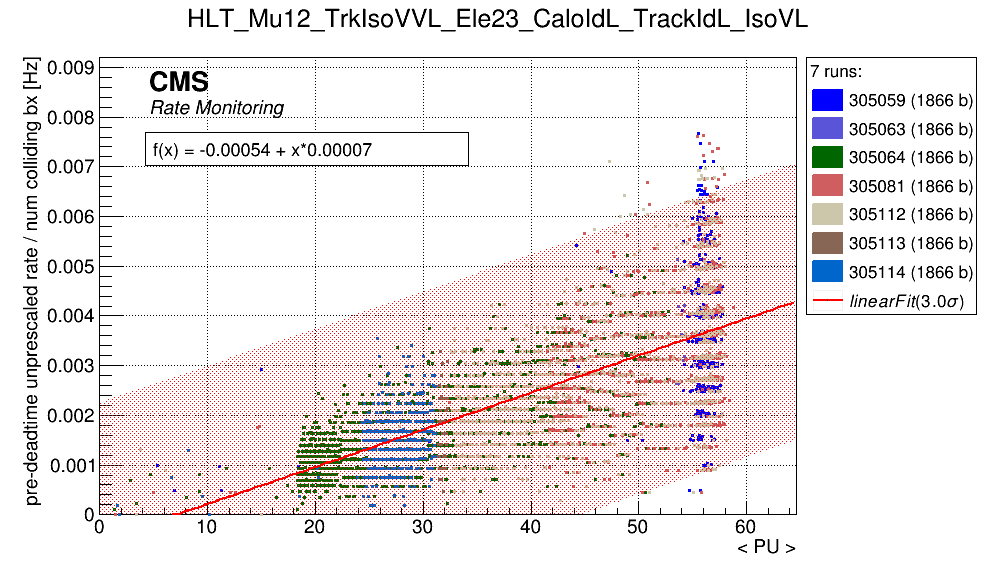 HLT_Mu12_TrkIsoVVL_Ele23_CaloIdL_TrackIdL_IsoVL
pre-deadtime unprescaled rate / num colliding bx [Hz]
0.009
0.008
0.007
0.006
0.005
0.004
0.003
0.002
0.001
0
CMS
Rate Monitoring
f(x) = -0.00054 + x*0.00007
0 10 20 30 40 50 60
< PU >
7 runs:
305059 (1866 b)
305063 (1866 b)
305064 (1866 b)
305081 (1866 b)
305112 (1866 b)
305113 (1866 b)
305114 (1866 b)
linearFit(3.0σ)